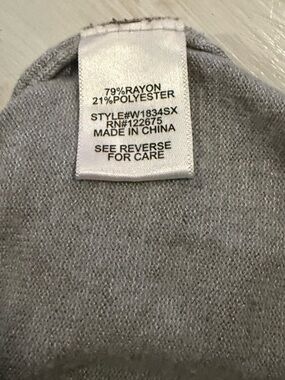 79%RAYON
21%POLYESTER
STYLE#W1834SX
RN#122675
MADE IN CHINA
SEE REVERSE
FOR CARE